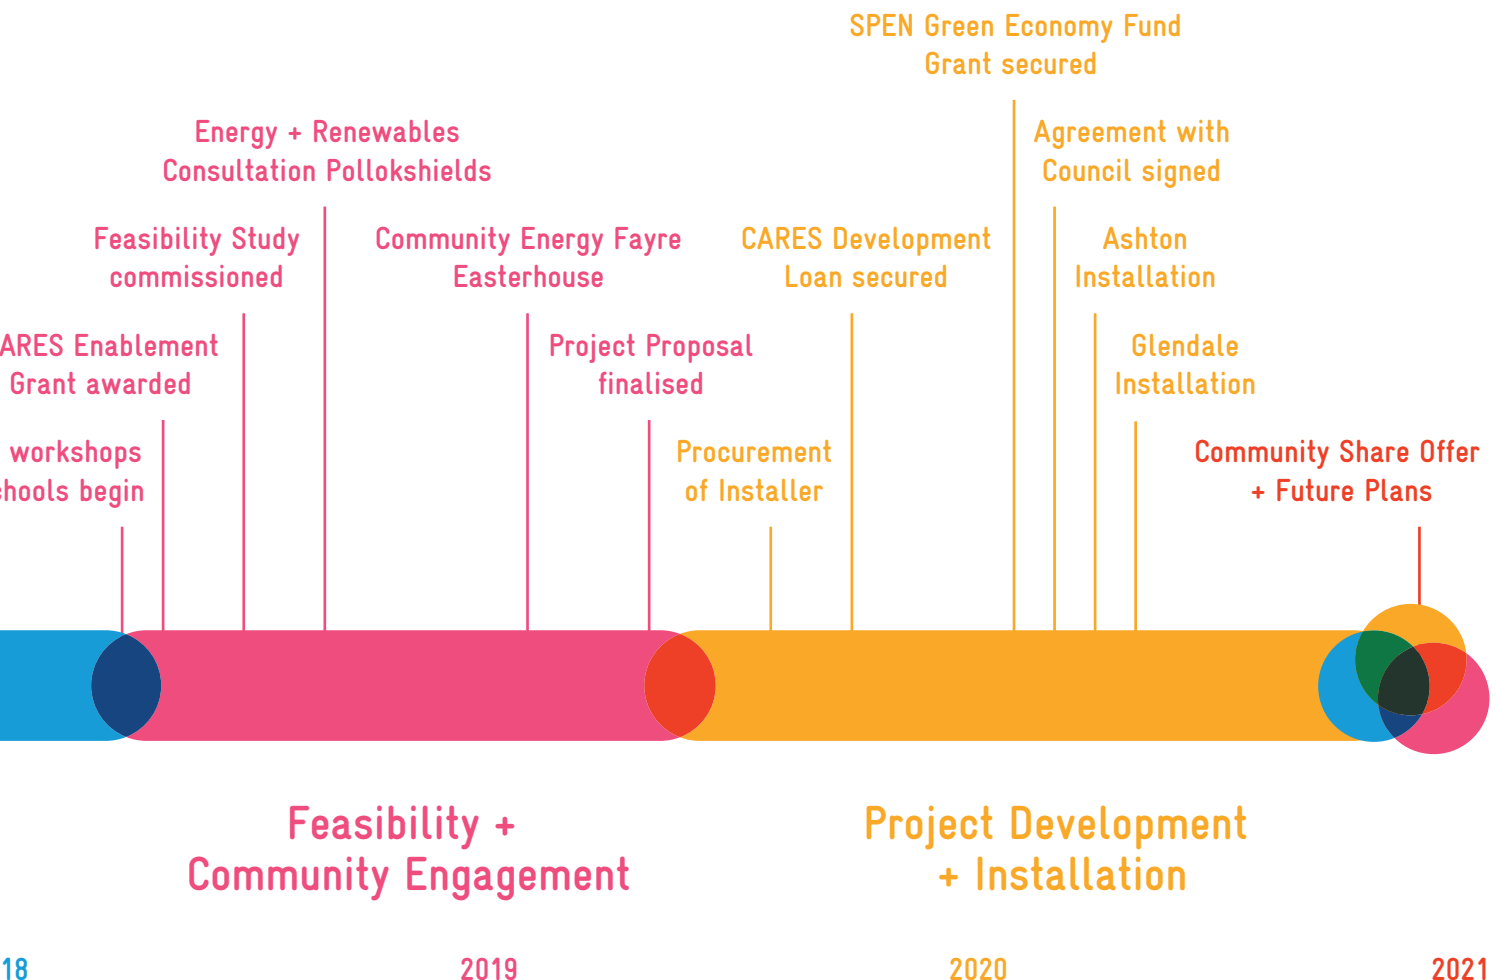 SPEN Green Economy Fund
Grant secured
Energy + Renewables
Consultation Pollokshields
Agreement with
Council signed
Feasibility Study
commissioned
Community Energy Fayre
Easterhouse
CARES Development
Loan secured
Ashton
Installation
ARES Enablement
Grant awarded
Project Proposal
finalised
Glendale
Installation
workshops
hools begin
Procurement
of Installer
Community Share Offer
+ Future Plans
Feasibility +
Community Engagement
Project Development
+ Installation
18
2019
2020
2021